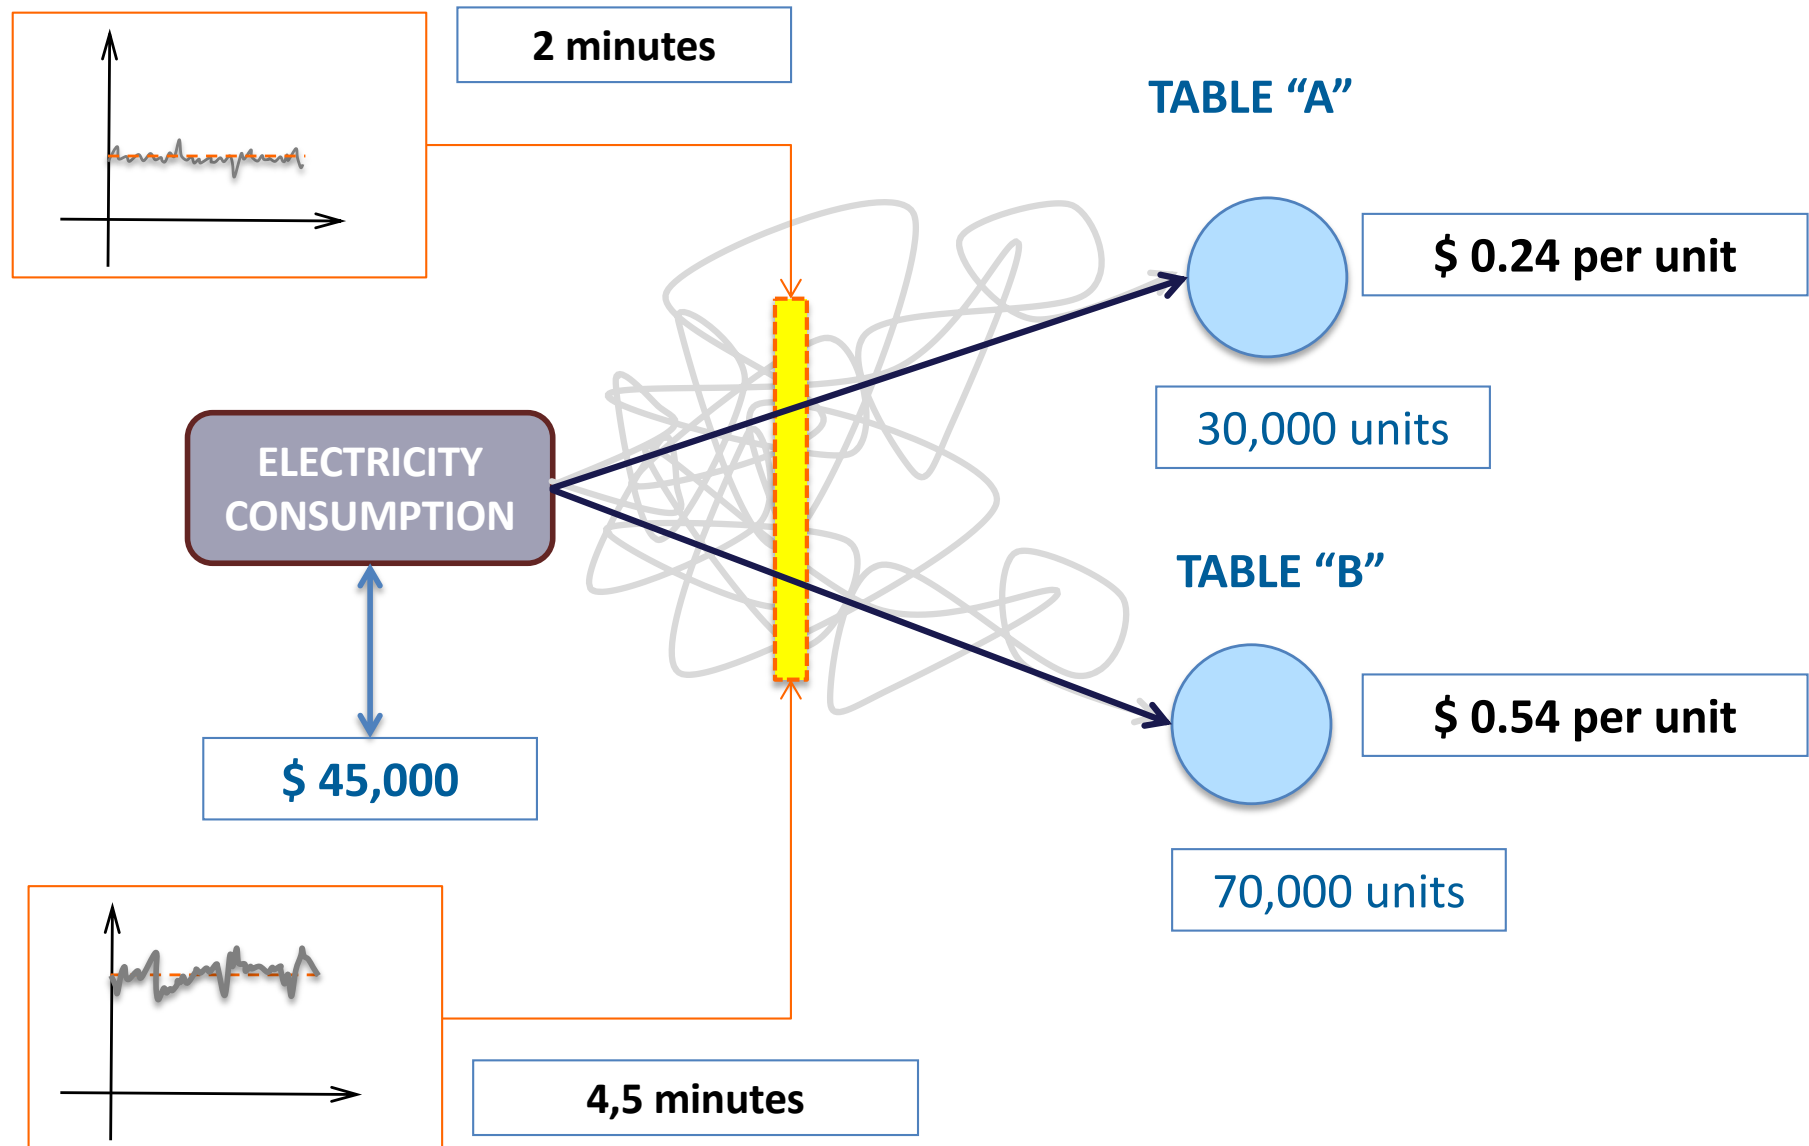 2 minutes
TABLE “A”
$ 0.24 per unit
30,000 units
ELECTRICITY
CONSUMPTION
TABLE “B”
$ 0.54 per unit
$ 45,000
70,000 units
4,5 minutes